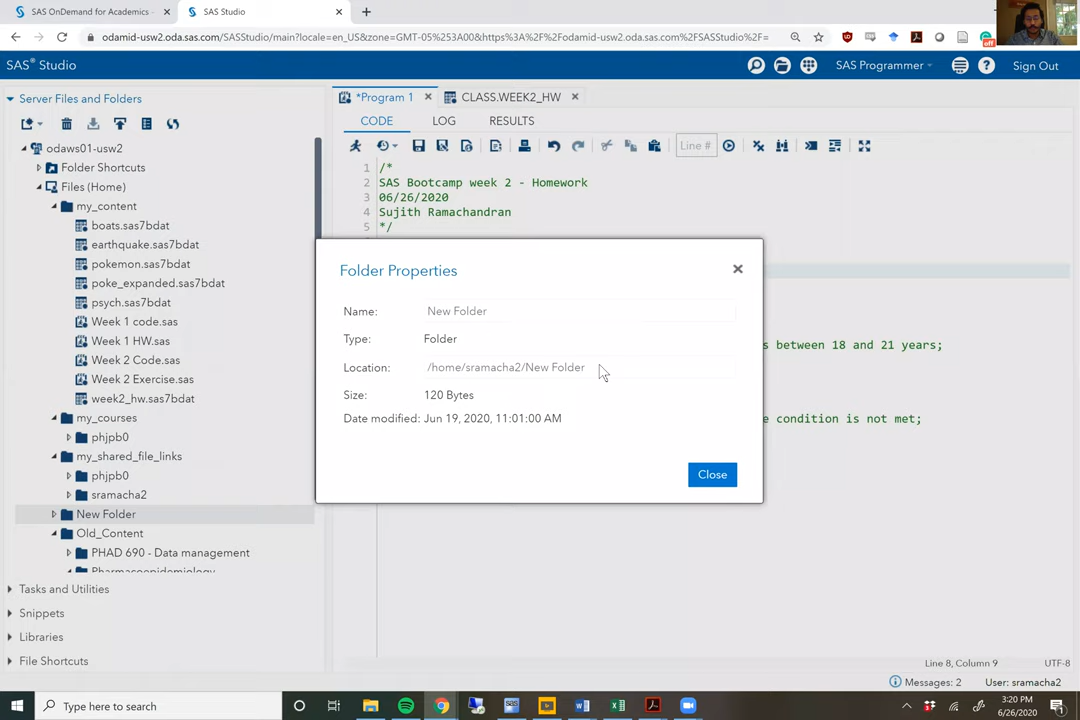 SAS OnDemand for Academics -
SAS Studio
odamid-usw2.oda.sas.com/SASStudio/main?locale=en_US&zone=GMT-05%253A00&https%3A%2F%2Fodamid-usw2.oda.sas.com%2FSASStudio%2F=
off
SAS® Studio
SAS Programmer
Sign Out
Server Files and Folders
odaws01-usw2
Folder Shortcuts
Files (Home)
my_content
boats.sas7bdat
earthquake.sas7bdat
pokemon.sas7bdat
poke_expanded.sas7bdat
psych.sas7bdat
Week 1 code.sas
Week 1 HW.sas
Week 2 Code.sas
Week 2 Exercise.sas
week2_hw.sas7bdat
my_courses
phjpb0
my_shared_file_links
phjpb0
sramacha2
New Folder
Old_Content
PHAD 690 - Data management
Pharmacoepidemiology
Tasks and Utilities
Snippets
Libraries
File Shortcuts
*Program 1
CLASS.WEEK2_HW
CODE
LOG
RESULTS
Line #
1 /*
2 SAS Bootcamp week 2 - Homework
3 06/26/2020
4 Sujith Ramachandran
5 */
s between 18 and 21 years;
e condition is not met;
Folder Properties
Name: New Folder
Type: Folder
Location: /home/sramacha2/New Folder
Size: 120 Bytes
Date modified: Jun 19, 2020, 11:01:00 AM
Close
Line 8, Column 9
UTF-8
Messages: 2
User: sramacha2
Type here to search
3:20 PM
6/26/2020